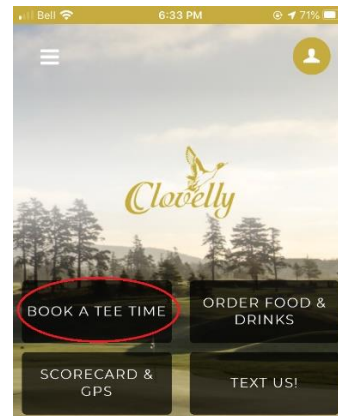 Bell 6:33 PM 71%
Clovelly
BOOK A TEE TIME
ORDER FOOD &
DRINKS
SCORECARD &
GPS
TEXT US!